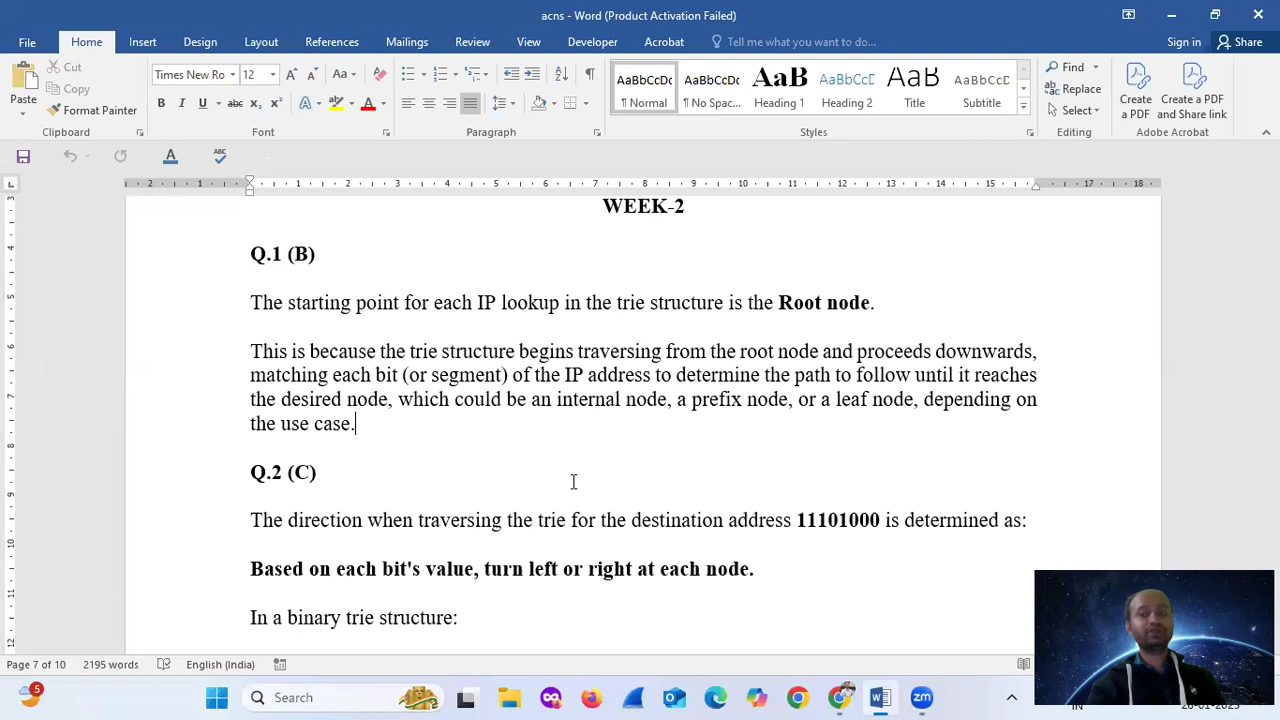 acns - Word (Product Activation Failed)
File Home Insert Design Layout References Mailings Review View Developer Acrobat Tell me what you want to do... Sign in Share
Paste
Cut
Copy
Format Painter
Clipboard
Times New Ro 12
Font
Paragraph
AaBbCcDc AaBbCcDc AaB AaBbCcD AaB AaBbCcD
¶ Normal ¶ No Spac... Heading Heading 2 Title Subtitle
Styles
Find
Replace
Select
Editing
Create a PDF
Create a PDF and Share link
Adobe Acrobat
WEEK-2
Q.1 (B)
The starting point for each IP lookup in the trie structure is the Root node.
This is because the trie structure begins traversing from the root node and proceeds downwards,
matching each bit (or segment) of the IP address to determine the path to follow until it reaches
the desired node, which could be an internal node, a prefix node, or a leaf node, depending on
the use case.
Q.2 (C)
The direction when traversing the trie for the destination address 11101000 is determined as:
Based on each bit's value, turn left or right at each node.
In a binary trie structure:
Page 7 of 10 2195 words English (India)
5
Search
IN